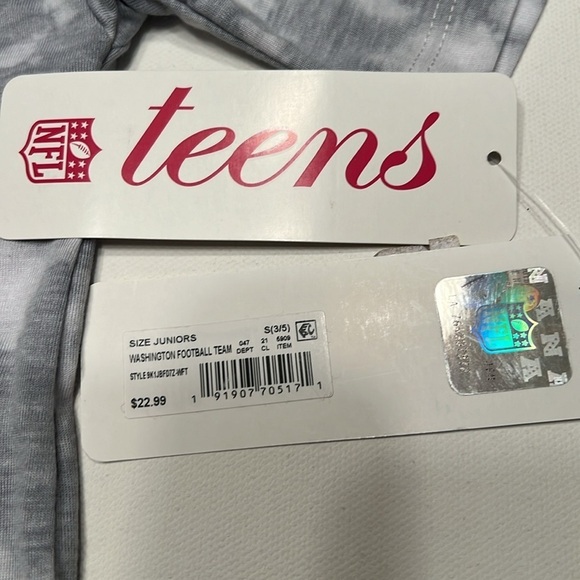 NFL teens
SIZE JUNIORS S(3/5)
WASHINGTON FOOTBALL TEAM 047 21 5909
DEPT CL ITEM
STYLE 9K1JBFD7Z-WFT
$22.99
1 91907 70517 1